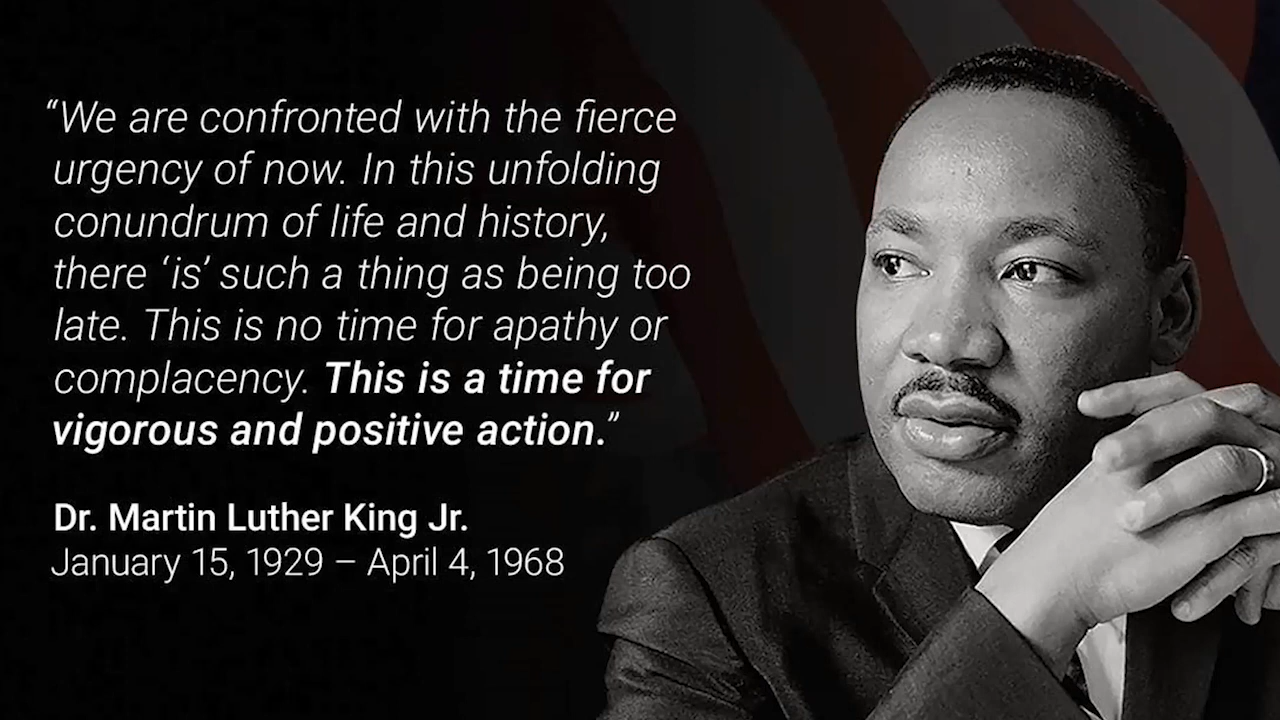 “We are confronted with the fierce
urgency of now. In this unfolding
conundrum of life and history,
there ‘is’ such a thing as being too
late. This is no time for apathy or
complacency. This is a time for
vigorous and positive action.”
Dr. Martin Luther King Jr.
January 15, 1929 – April 4, 1968